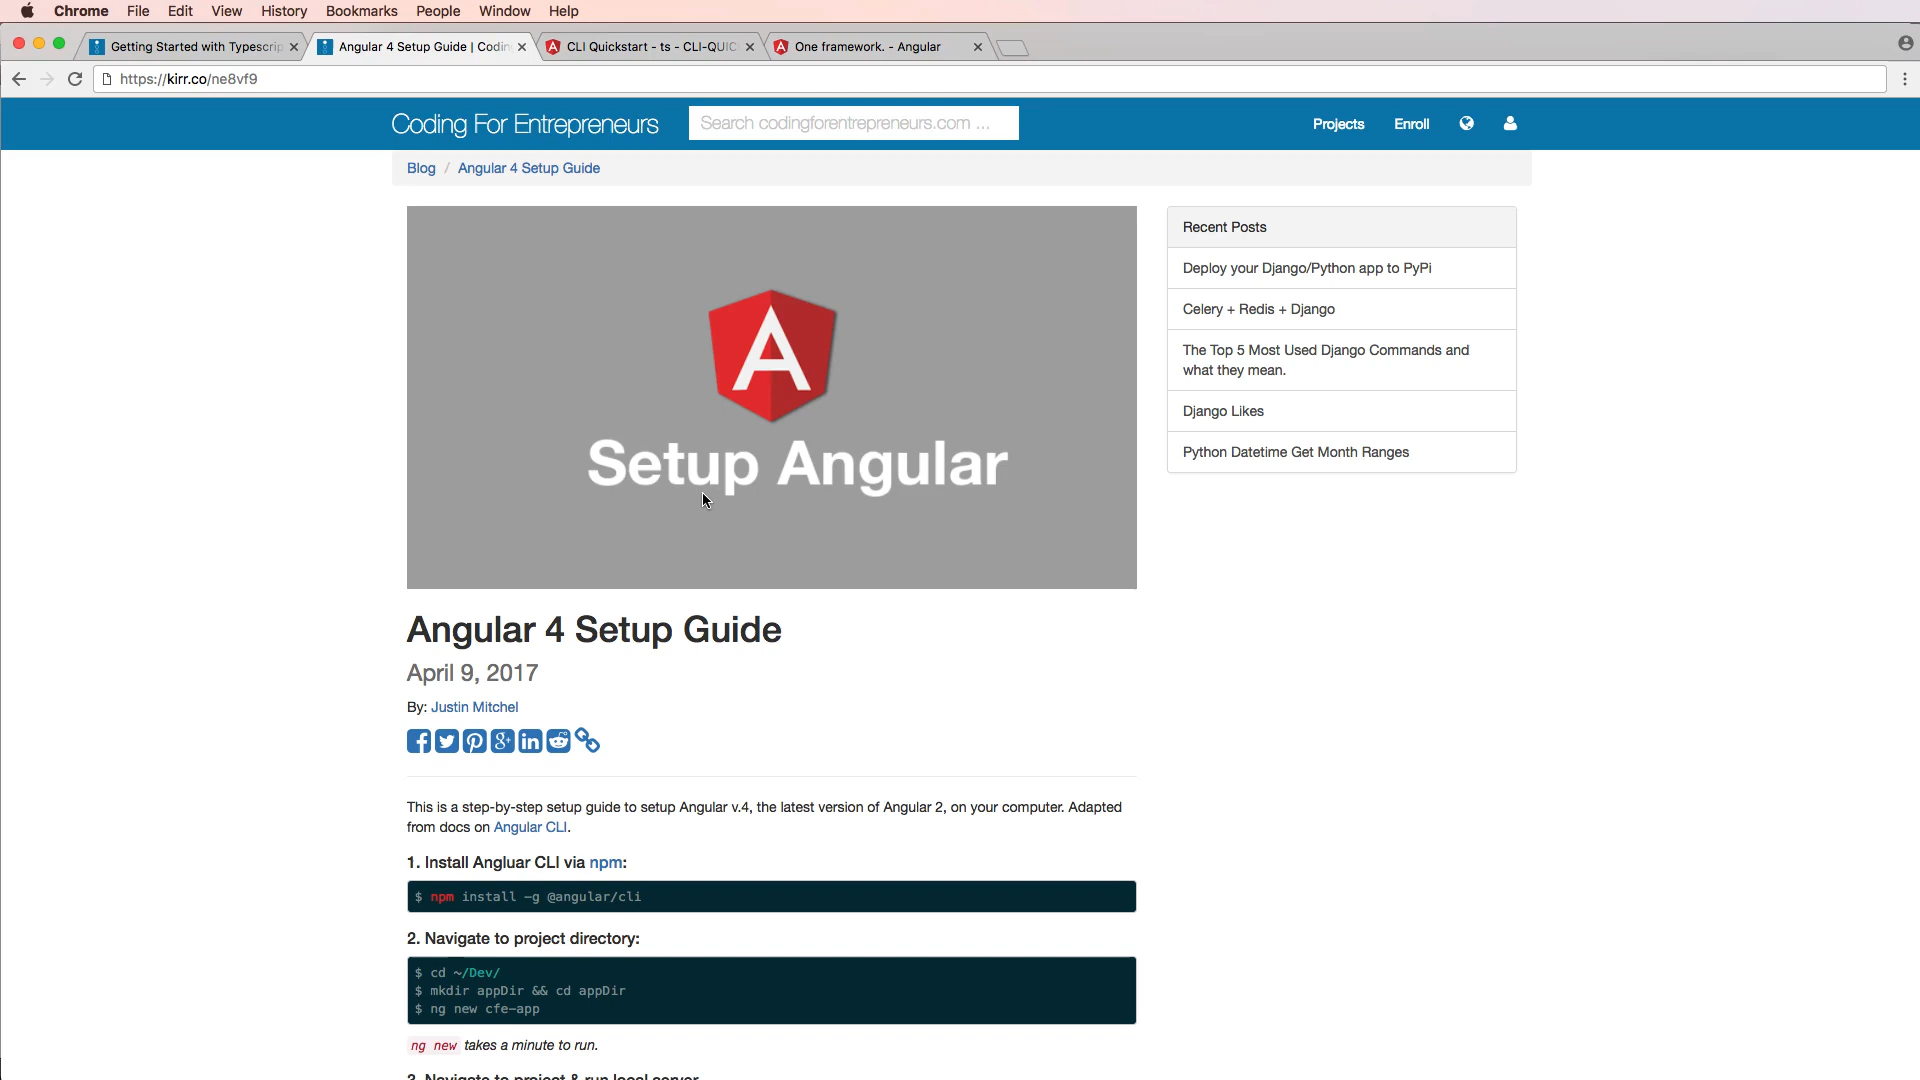 Chrome File Edit View History Bookmarks People Window Help
Getting Started with Typescrip
Angular 4 Setup Guide | Codin
CLI Quickstart - ts - CLI-QUIC
One framework. - Angular
https://kirr.co/ne8vf9
Coding For Entrepreneurs
Search codingforentrepreneurs.com ...
Projects Enroll
Blog / Angular 4 Setup Guide
Setup Angular
Recent Posts
Deploy your Django/Python app to PyPi
Celery + Redis + Django
The Top 5 Most Used Django Commands and
what they mean.
Django Likes
Python Datetime Get Month Ranges
Angular 4 Setup Guide
April 9, 2017
By: Justin Mitchel
This is a step-by-step setup guide to setup Angular v.4, the latest version of Angular 2, on your computer. Adapted
from docs on Angular CLI.
1. Install Angluar CLI via npm:
$ npm install -g @angular/cli
2. Navigate to project directory:
$ cd ~/Dev/
$ mkdir appDir && cd appDir
$ ng new cfe-app
ng new takes a minute to run.
3. Navigate to project & run local server